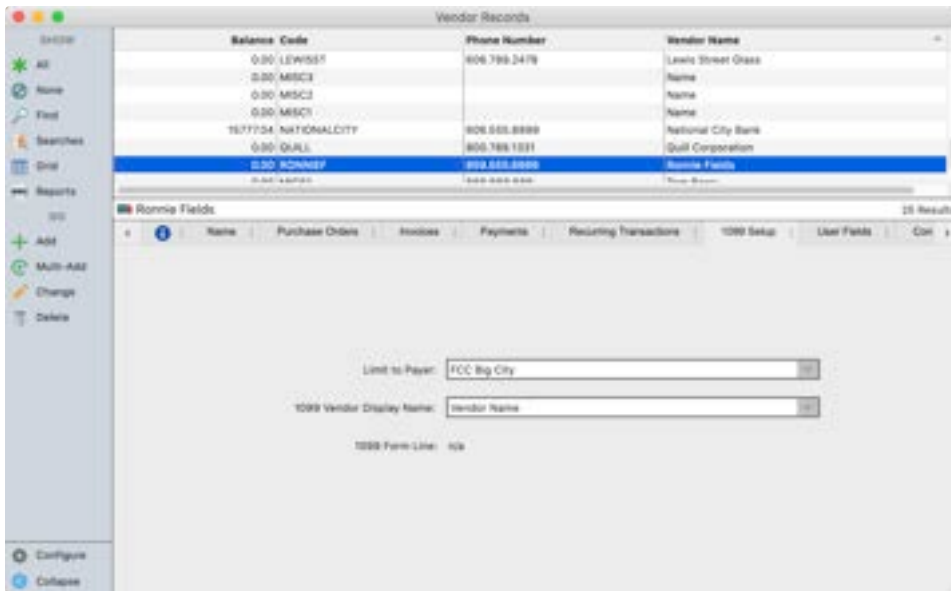 Vendor Records
SHOW
All
None
Find
Searches
Grid
Reports
DO
Add
Multi-Add
Change
Delete
Configure
Collapse
Balance Code Phone Number Vendor Name
0.00 LEWISST 606.789.2478 Lewis Street Glass
0.00 MISC3 Name
0.00 MISC2 Name
0.00 MISC1 Name
NATIONALCITY National City Bank
0.00 QUILL 800.789.1331 Quill Corporation
0.00 RONNIEF Ronnie Fields
Ronnie Fields
Name Purchase Orders Invoices Payments Recurring Transactions 1099 Setup User Fields Con
Limit to Payer: FCC Big City
1099 Vendor Display Name: Vendor Name
1099 Form Line: n/a